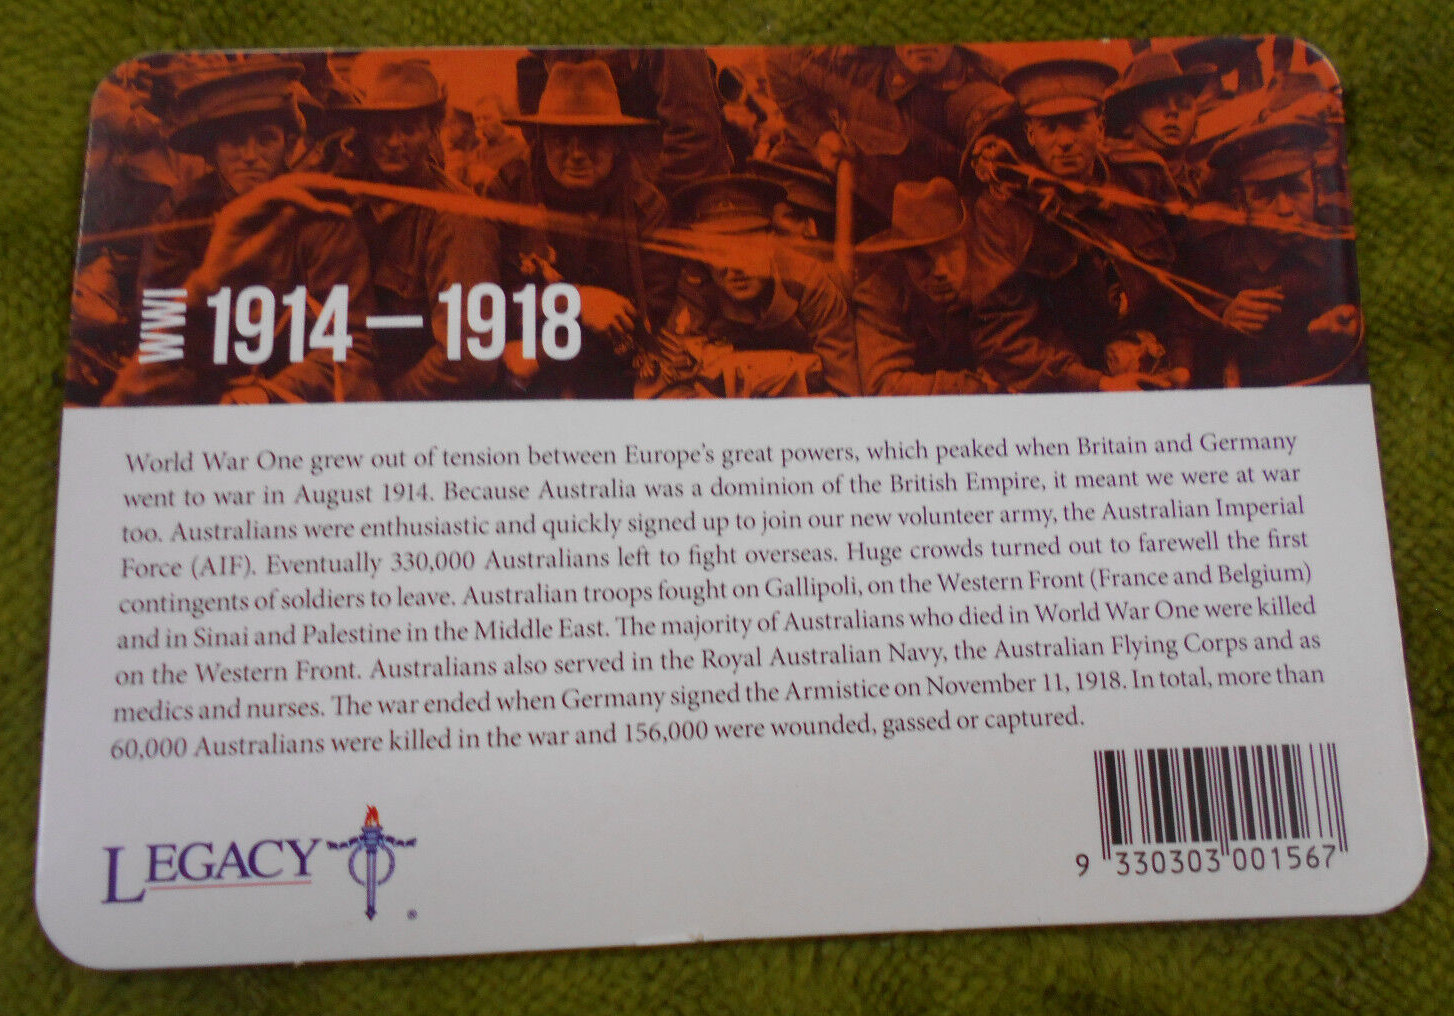 WWI 1914 – 1918
World War One grew out of tension between Europe's great powers, which peaked when Britain and Germany
went to war in August 1914. Because Australia was a dominion of the British Empire, it meant we were at war
too. Australians were enthusiastic and quickly signed up to join our new volunteer army, the Australian Imperial
Force (AIF). Eventually 330,000 Australians left to fight overseas. Huge crowds turned out to farewell the first
contingents of soldiers to leave. Australian troops fought on Gallipoli, on the Western Front (France and Belgium)
and in Sinai and Palestine in the Middle East. The majority of Australians who died in World War One were killed
on the Western Front. Australians also served in the Royal Australian Navy, the Australian Flying Corps and as
medics and nurses. The war ended when Germany signed the Armistice on November 11, 1918. In total, more than
60,000 Australians were killed in the war and 156,000 were wounded, gassed or captured.
LEGACY ®
9 330303 001567